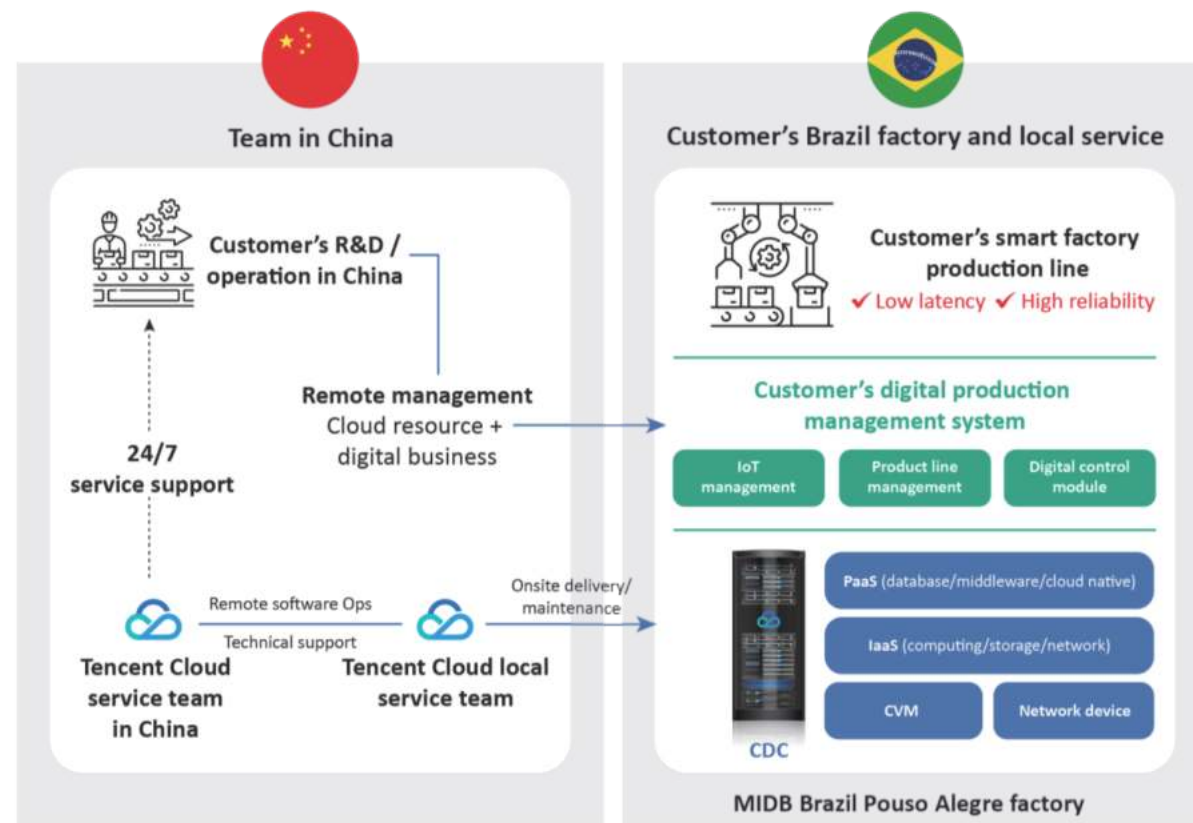 Team in China
Customer's R&D /
operation in China
Remote management
Cloud resource +
digital business
24/7
service support
Remote software Ops
Technical support
Onsite delivery/
maintenance
Tencent Cloud
service team
in China
Tencent Cloud local
service team
Customer's Brazil factory and local service
Customer's smart factory
production line
✓ Low latency ✓ High reliability
Customer's digital production
management system
IoT
management
Product line
management
Digital control
module
PaaS (database/middleware/cloud native)
IaaS (computing/storage/network)
CVM
Network device
CDC
MIDB Brazil Pouso Alegre factory